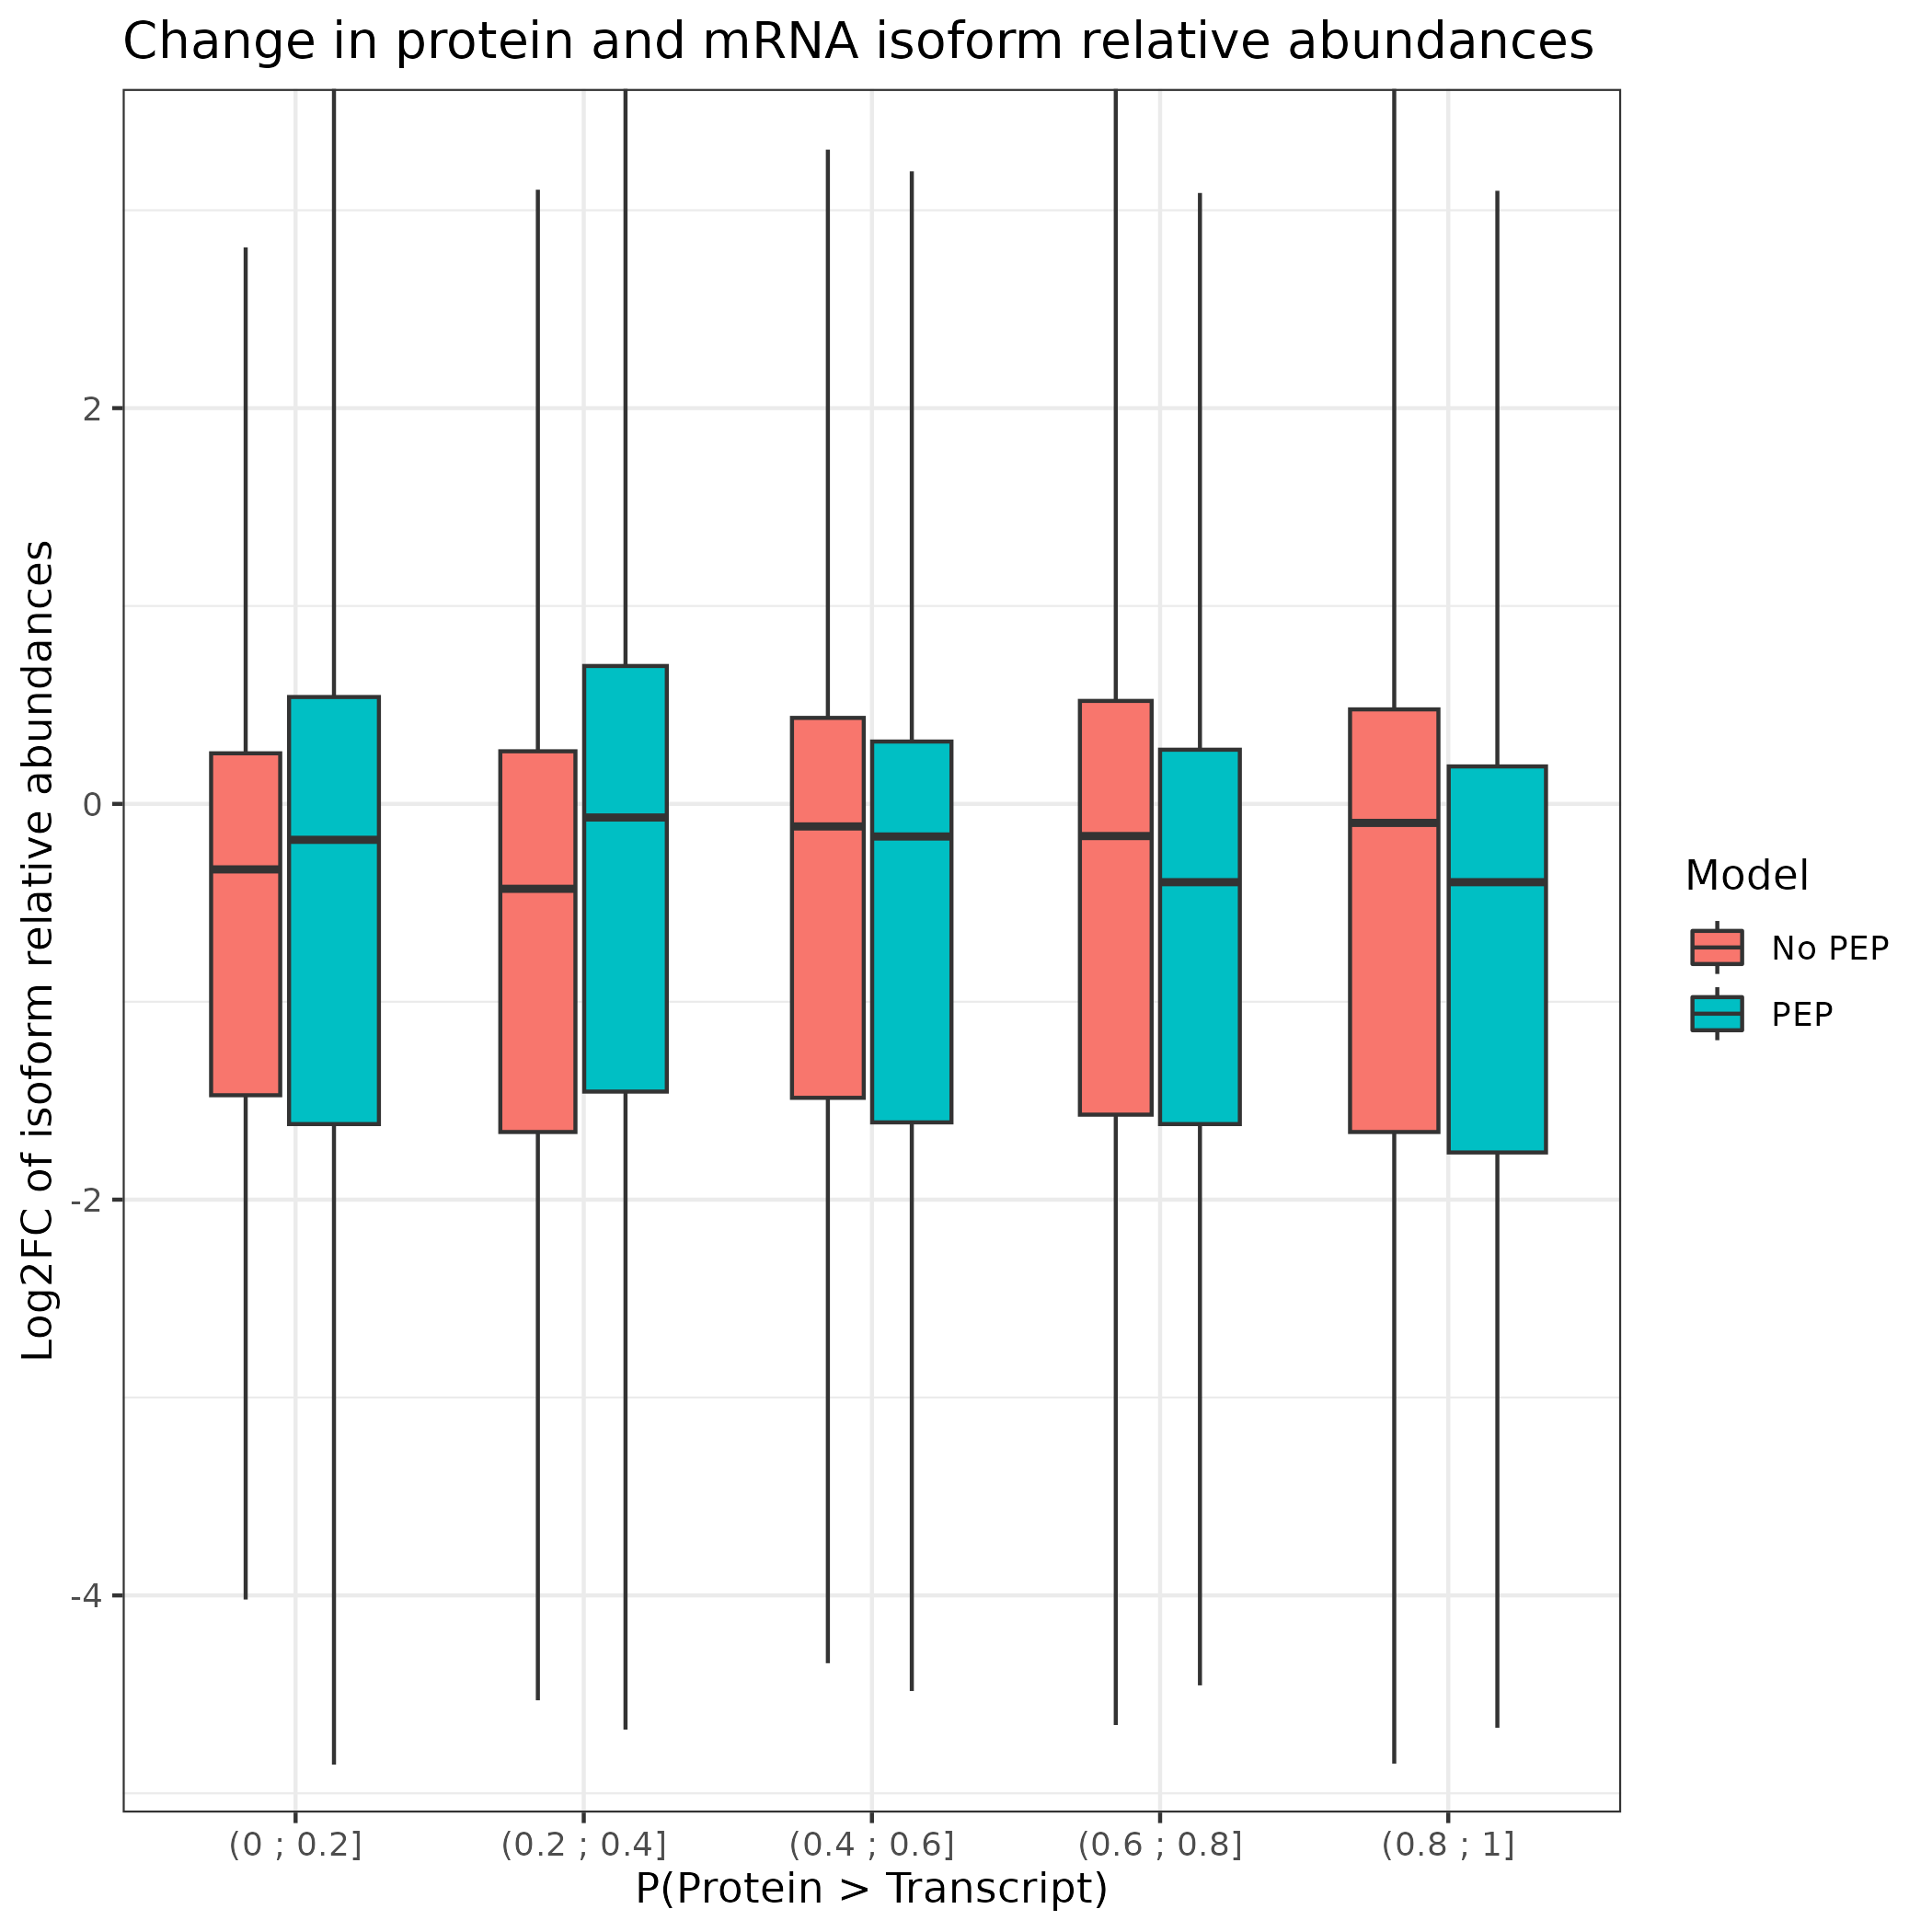 Change in protein and mRNA isoform relative abundances
Log2FC of isoform relative abundances
2
0
-2
-4
(0 ; 0.2]
(0.2 ; 0.4]
(0.4 ; 0.6]
(0.6 ; 0.8]
(0.8 ; 1]
P(Protein > Transcript)
Model
No PEP
PEP